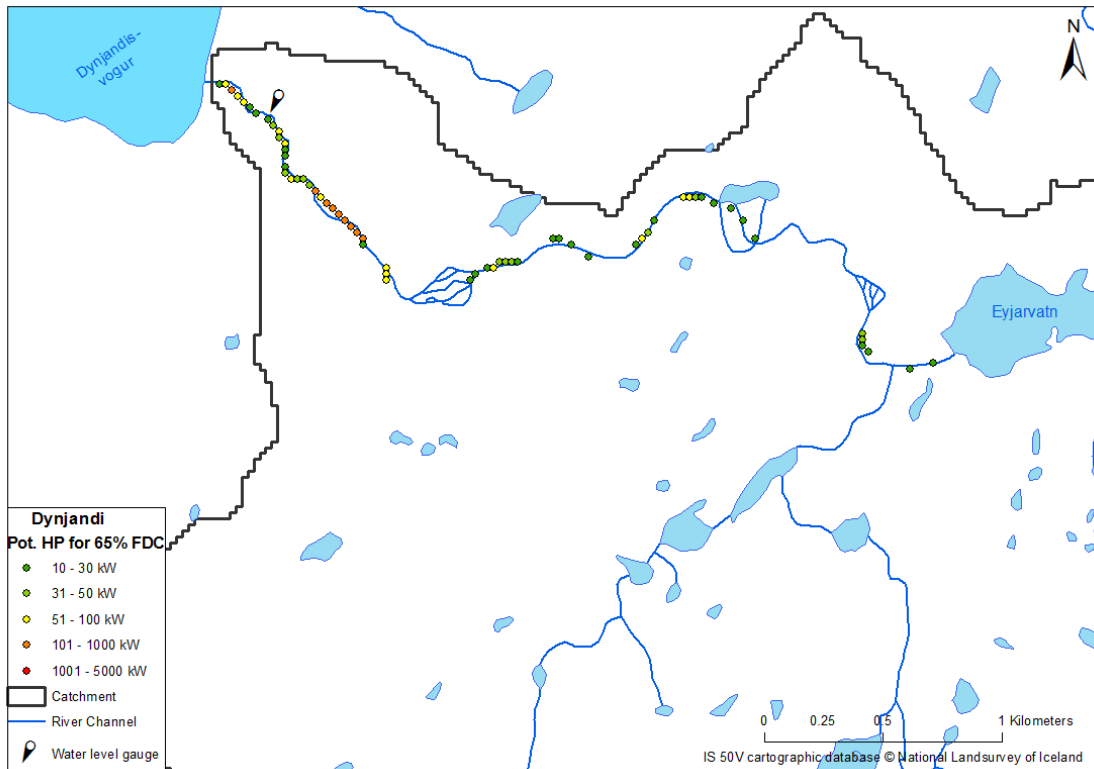 Dynjandis-
vogur
N
Eyjarvatn
Dynjandi
Pot. HP for 65% FDC
10 - 30 kW
31 - 50 kW
51 - 100 kW
101 - 1000 kW
1001 - 5000 kW
Catchment
River Channel
Water level gauge
0 0.25 0.5 1 Kilometers
IS 50V cartographic database © National Landsurvey of Iceland